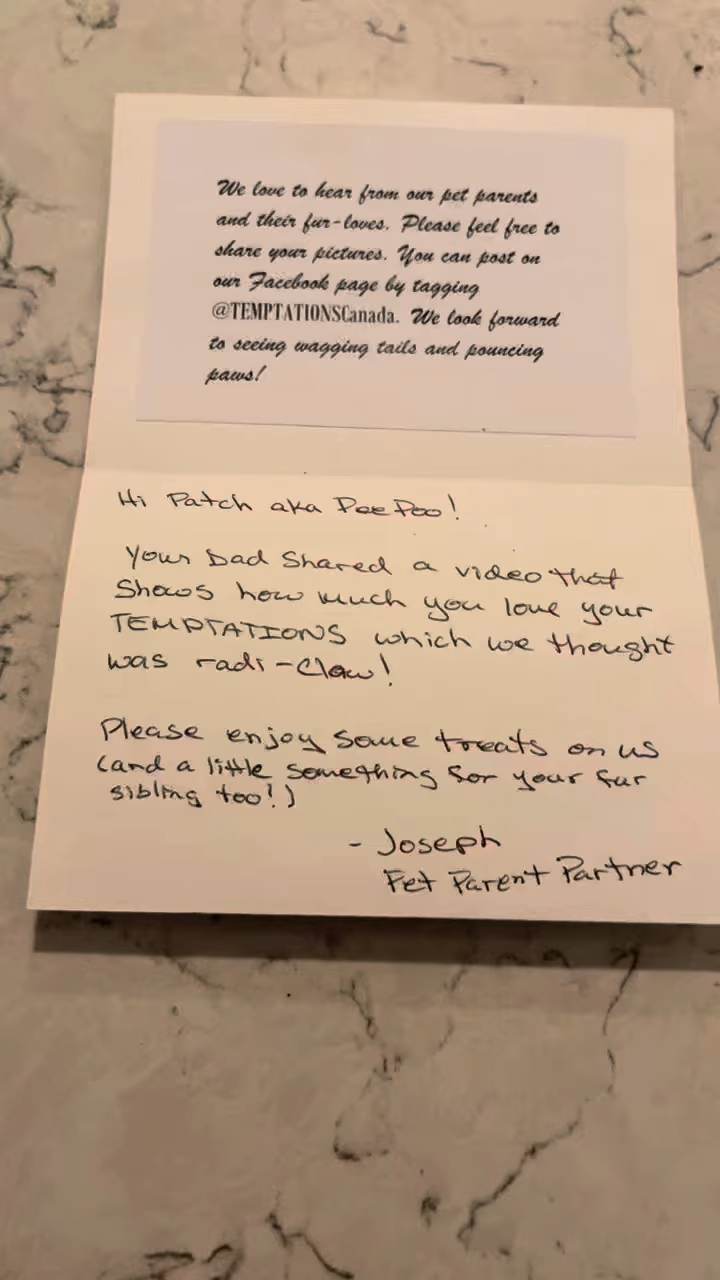 We love to hear from our pet parents
and their fur-loves. Please feel free to
share your pictures. You can post on
our Facebook page by tagging
@TEMPTATIONSCanada. We look forward
to seeing wagging tails and pouncing
paws!
Hi Patch aka PeePoo!
Your Dad Shared a video that
Shows how much you love your
TEMPTATIONS which we thought
was radi-Claw!
Please enjoy some treats on us
(and a little something for your fur
sibling too!)
- Joseph
Pet Parent Partner